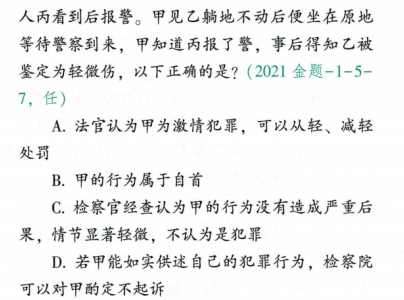 人丙看到后报警。甲见乙躺地不动后便坐在原地
等待警察到来，甲知道丙报了警，事后得知乙被
鉴定为轻微伤，以下正确的是？（2021 金题-1-5-
7，任）
A. 法官认为甲为激情犯罪，可以从轻、减轻
处罚
B. 甲的行为属于自首
C. 检察官经查认为甲的行为没有造成严重后
果，情节显著轻微，不认为是犯罪
D. 若甲能如实供述自己的犯罪行为，检察院
可以对甲酌定不起诉